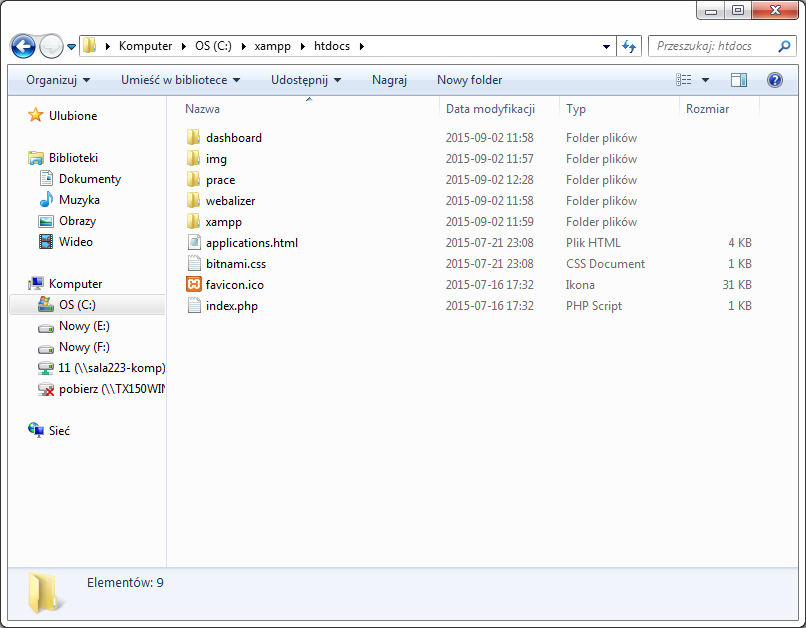 Komputer OS (C:) xampp htdocs Przeszukaj: htdocs
Organizuj Umieść w bibliotece Udostępnij Nagraj Nowy folder
Nazwa Data modyfikacji Typ Rozmiar
Ulubione
Biblioteki
Dokumenty
Muzyka
Obrazy
Wideo
Komputer
OS (C:)
Nowy (E:)
Nowy (F:)
11 (\\sala223-komp)
pobierz (\\TX150WIN
Sieć
dashboard 2015-09-02 11:58 Folder plików
img 2015-09-02 11:57 Folder plików
prace 2015-09-02 12:28 Folder plików
webalizer 2015-09-02 11:58 Folder plików
xampp 2015-09-02 11:59 Folder plików
applications.html 2015-07-21 23:08 Plik HTML 4 KB
bitnami.css 2015-07-21 23:08 CSS Document 1 KB
favicon.ico 2015-07-16 17:32 Ikona 31 KB
index.php 2015-07-16 17:32 PHP Script 1 KB
Elementów: 9